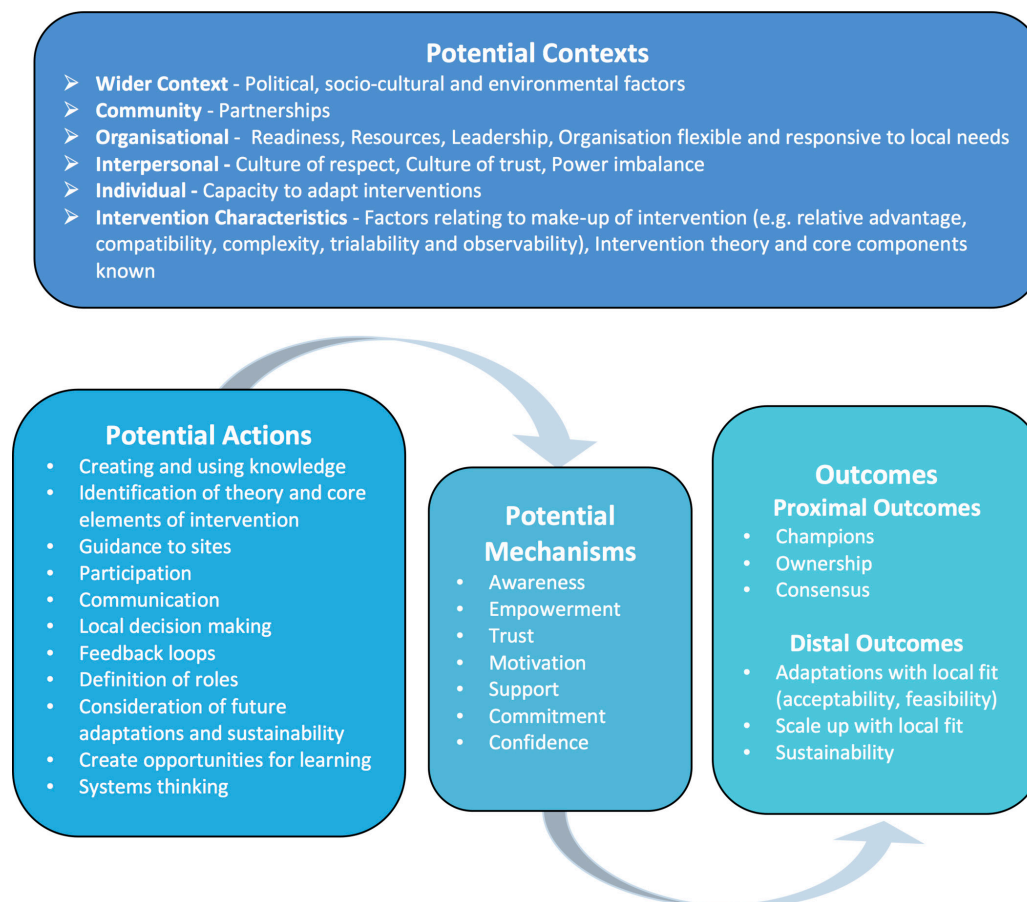 Potential Contexts
➢ Wider Context - Political, socio-cultural and environmental factors
➢ Community - Partnerships
➢ Organisational - Readiness, Resources, Leadership, Organisation flexible and responsive to local needs
➢ Interpersonal - Culture of respect, Culture of trust, Power imbalance
➢ Individual - Capacity to adapt interventions
➢ Intervention Characteristics - Factors relating to make-up of intervention (e.g. relative advantage,
compatibility, complexity, trialability and observability), Intervention theory and core components
known
Potential Actions
• Creating and using knowledge
• Identification of theory and core
elements of intervention
• Guidance to sites
• Participation
• Communication
• Local decision making
• Feedback loops
• Definition of roles
• Consideration of future
adaptations and sustainability
• Create opportunities for learning
• Systems thinking
Potential
Mechanisms
• Awareness
• Empowerment
• Trust
• Motivation
• Support
• Commitment
• Confidence
Outcomes
Proximal Outcomes
• Champions
• Ownership
• Consensus
Distal Outcomes
• Adaptations with local fit
(acceptability, feasibility)
• Scale up with local fit
• Sustainability